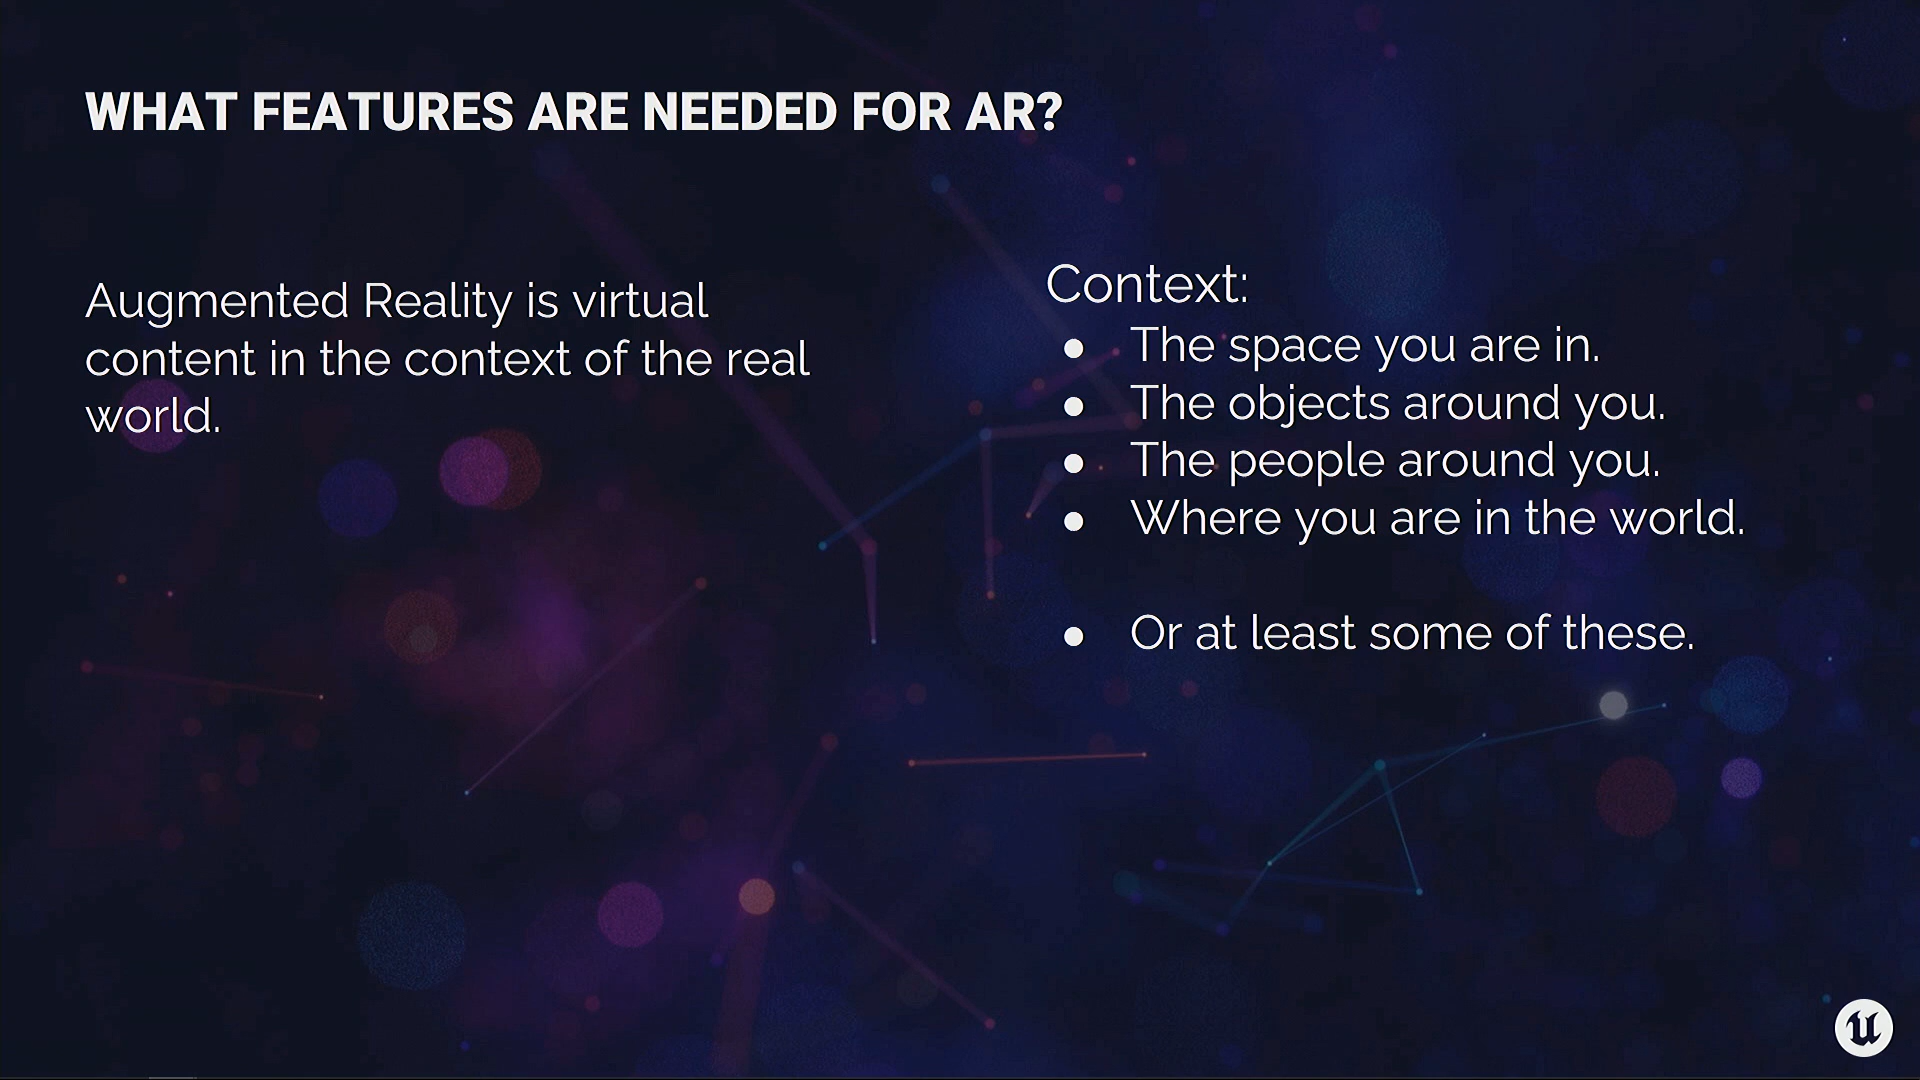 WHAT FEATURES ARE NEEDED FOR AR?
Augmented Reality is virtual
content in the context of the real
world.
Context:
● The space you are in.
● The objects around you.
● The people around you.
● Where you are in the world.
● Or at least some of these.